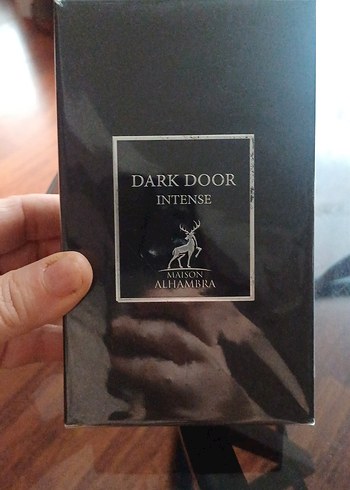 DARK DOOR
INTENSE
MAISON
ALHAMBRA